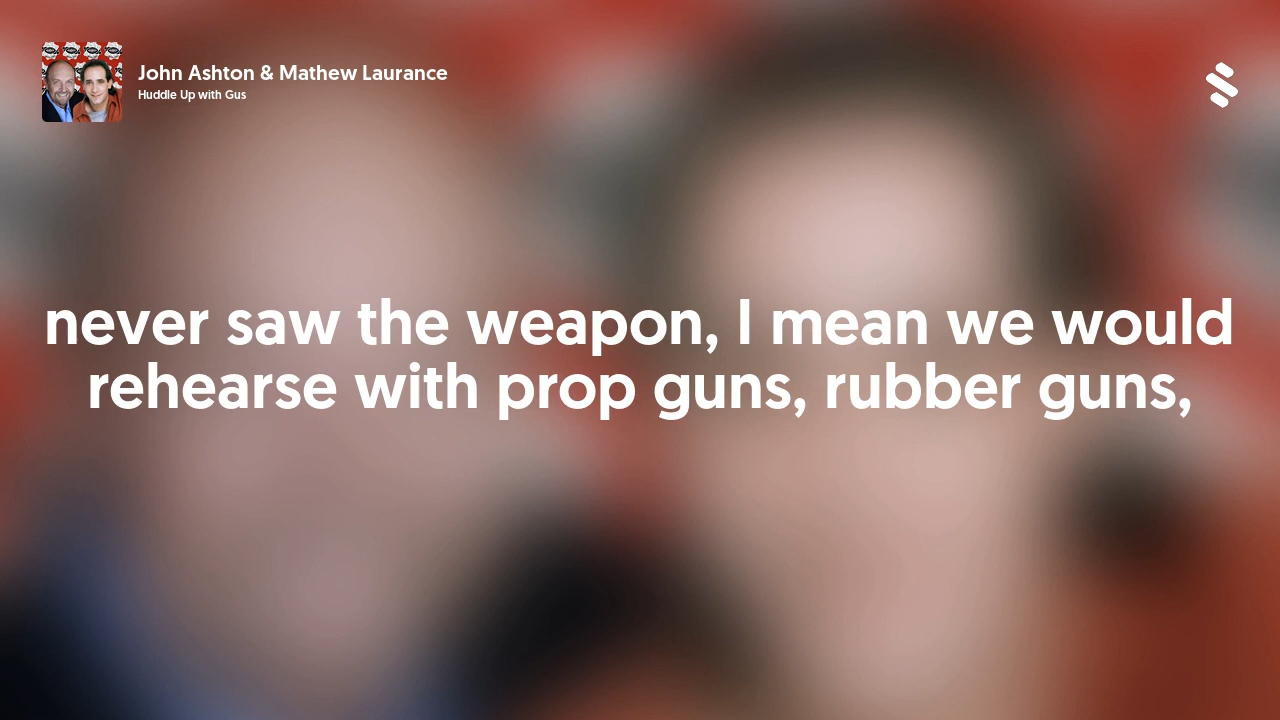 John Ashton & Mathew Laurance
Huddle Up with Gus
never saw the weapon, I mean we would
rehearse with prop guns, rubber guns,